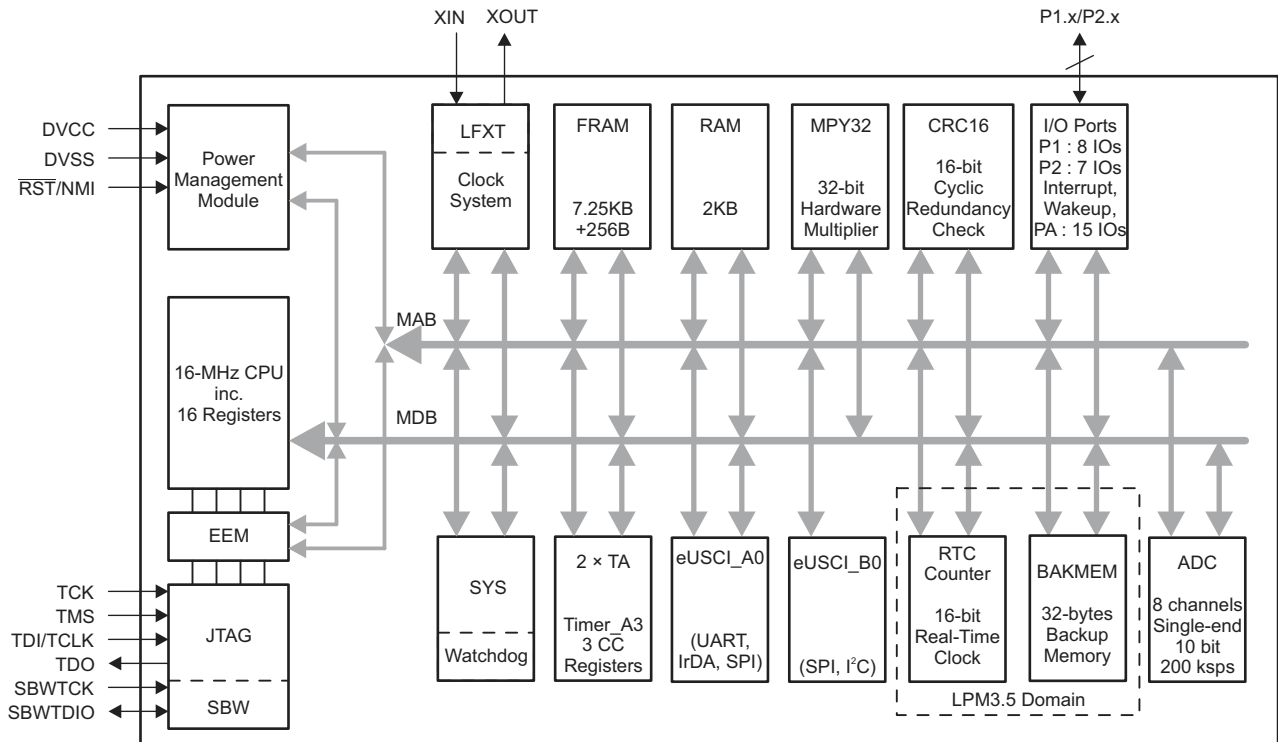 XIN
XOUT
P1.x/P2.x
DVCC
DVSS
RST/NMI
Power
Management
Module
LFXT
Clock
System
FRAM
7.25KB
+256B
RAM
2KB
MPY32
32-bit
Hardware
Multiplier
CRC16
16-bit
Cyclic
Redundancy
Check
I/O Ports
P1 : 8 IOs
P2 : 7 IOs
Interrupt,
Wakeup,
PA : 15 IOs
MAB
16-MHz CPU
inc.
16 Registers
MDB
EEM
TCK
TMS
TDI/TCLK
TDO
SBWTCK
SBWTDIO
JTAG
SBW
SYS
Watchdog
2 × TA
Timer_A3
3 CC
Registers
eUSCI_A0
(UART,
IrDA, SPI)
eUSCI_B0
(SPI, I²C)
RTC
Counter
16-bit
Real-Time
Clock
BAKMEM
32-bytes
Backup
Memory
LPM3.5 Domain
ADC
8 channels
Single-end
10 bit
200 ksps